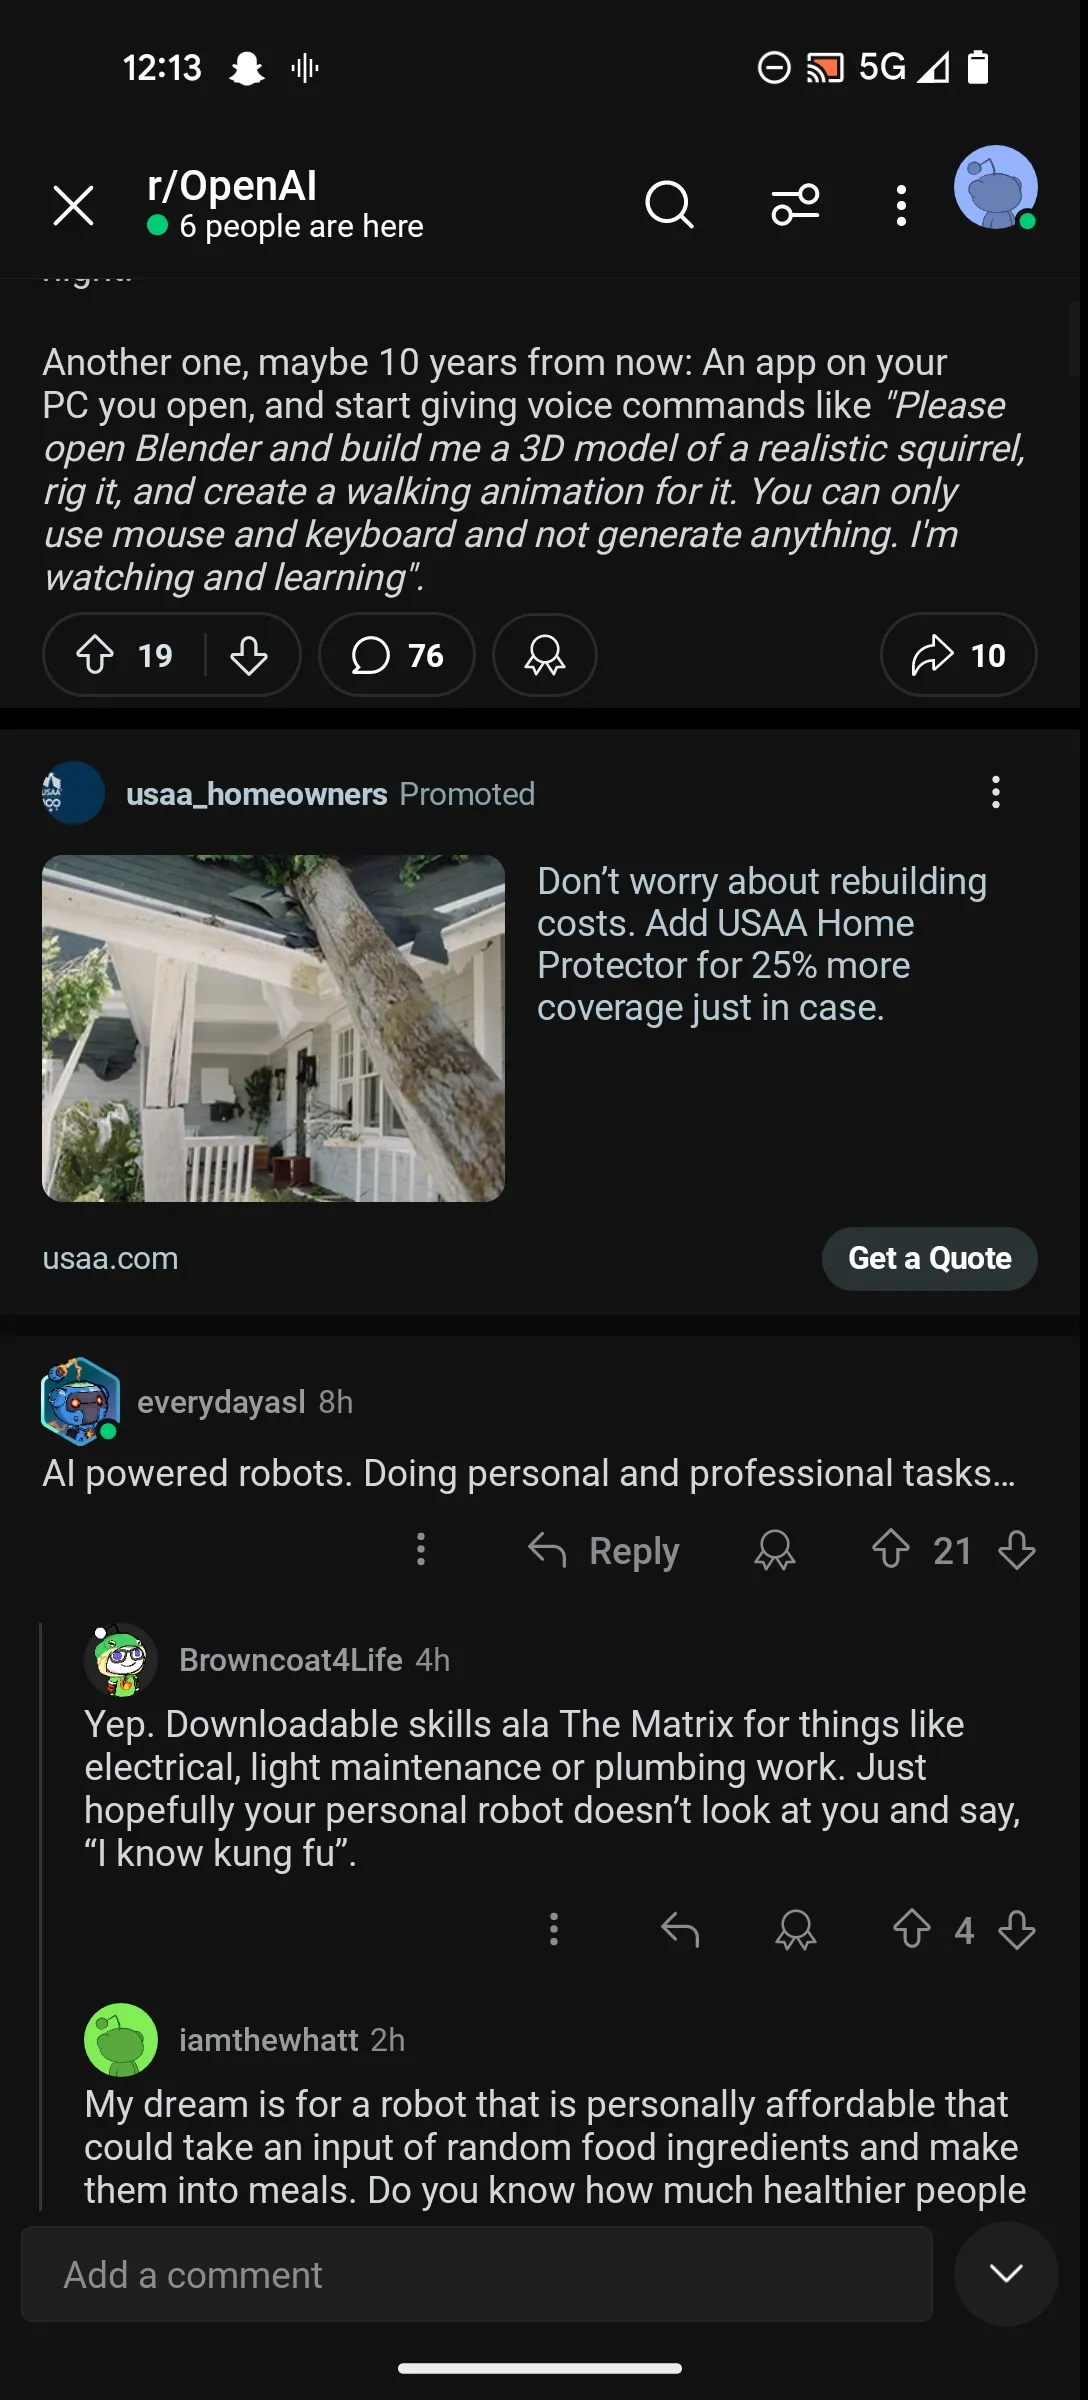 12:13
5G
r/OpenAI
6 people are here
Another one, maybe 10 years from now: An app on your
PC you open, and start giving voice commands like "Please
open Blender and build me a 3D model of a realistic squirrel,
rig it, and create a walking animation for it. You can only
use mouse and keyboard and not generate anything. I'm
watching and learning".
19
76
10
USAA
100
usaa_homeowners Promoted
Don’t worry about rebuilding
costs. Add USAA Home
Protector for 25% more
coverage just in case.
usaa.com
Get a Quote
everydayasl 8h
AI powered robots. Doing personal and professional tasks...
Reply
21
Browncoat4Life 4h
Yep. Downloadable skills ala The Matrix for things like
electrical, light maintenance or plumbing work. Just
hopefully your personal robot doesn’t look at you and say,
“I know kung fu”.
4
iamthewhatt 2h
My dream is for a robot that is personally affordable that
could take an input of random food ingredients and make
them into meals. Do you know how much healthier people
Add a comment